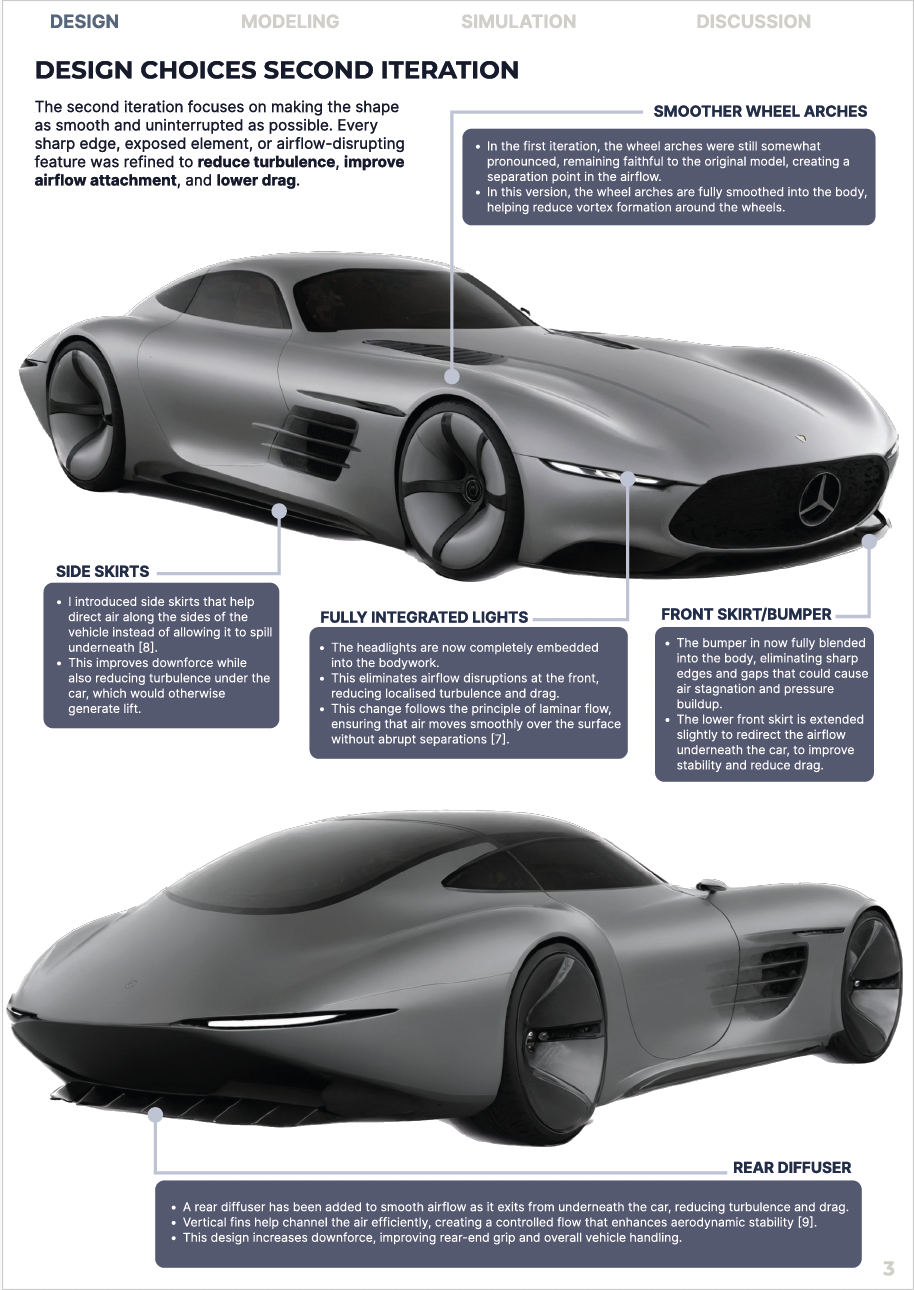 DESIGN
MODELING
SIMULATION
DISCUSSION
DESIGN CHOICES SECOND ITERATION
The second iteration focuses on making the shape
as smooth and uninterrupted as possible. Every
sharp edge, exposed element, or airflow-disrupting
feature was refined to reduce turbulence, improve
airflow attachment, and lower drag.
SMOOTHER WHEEL ARCHES
• In the first iteration, the wheel arches were still somewhat
pronounced, remaining faithful to the original model, creating a
separation point in the airflow.
• In this version, the wheel arches are fully smoothed into the body,
helping reduce vortex formation around the wheels.
SIDE SKIRTS
• I introduced side skirts that help
direct air along the sides of the
vehicle instead of allowing it to spill
underneath [8].
• This improves downforce while
also reducing turbulence under the
car, which would otherwise
generate lift.
FULLY INTEGRATED LIGHTS
• The headlights are now completely embedded
into the bodywork.
• This eliminates airflow disruptions at the front,
reducing localised turbulence and drag.
• This change follows the principle of laminar flow,
ensuring that air moves smoothly over the surface
without abrupt separations [7].
FRONT SKIRT/BUMPER
• The bumper in now fully blended
into the body, eliminating sharp
edges and gaps that could cause
air stagnation and pressure
buildup.
• The lower front skirt is extended
slightly to redirect the airflow
underneath the car, to improve
stability and reduce drag.
REAR DIFFUSER
• A rear diffuser has been added to smooth airflow as it exits from underneath the car, reducing turbulence and drag.
• Vertical fins help channel the air efficiently, creating a controlled flow that enhances aerodynamic stability [9].
• This design increases downforce, improving rear-end grip and overall vehicle handling.
3